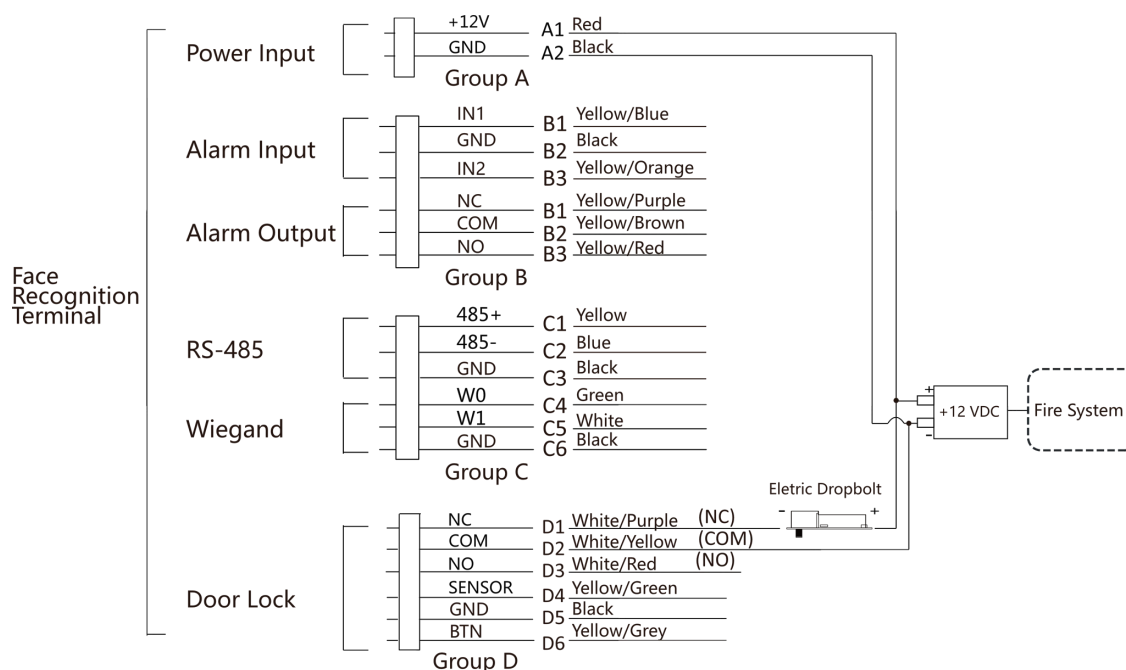 Face
Recognition
Terminal
Power Input
+12V A1 Red
GND A2 Black
Group A
Alarm Input
IN1 B1 Yellow/Blue
GND B2 Black
IN2 B3 Yellow/Orange
Alarm Output
NC B1 Yellow/Purple
COM B2 Yellow/Brown
NO B3 Yellow/Red
Group B
RS-485
485+ C1 Yellow
485- C2 Blue
GND C3 Black
Wiegand
W0 C4 Green
W1 C5 White
GND C6 Black
Group C
+
+12 VDC
-
Fire System
Eletric Dropbolt
- +
Door Lock
NC D1 White/Purple (NC)
COM D2 White/Yellow (COM)
NO D3 White/Red (NO)
SENSOR D4 Yellow/Green
GND D5 Black
BTN D6 Yellow/Grey
Group D